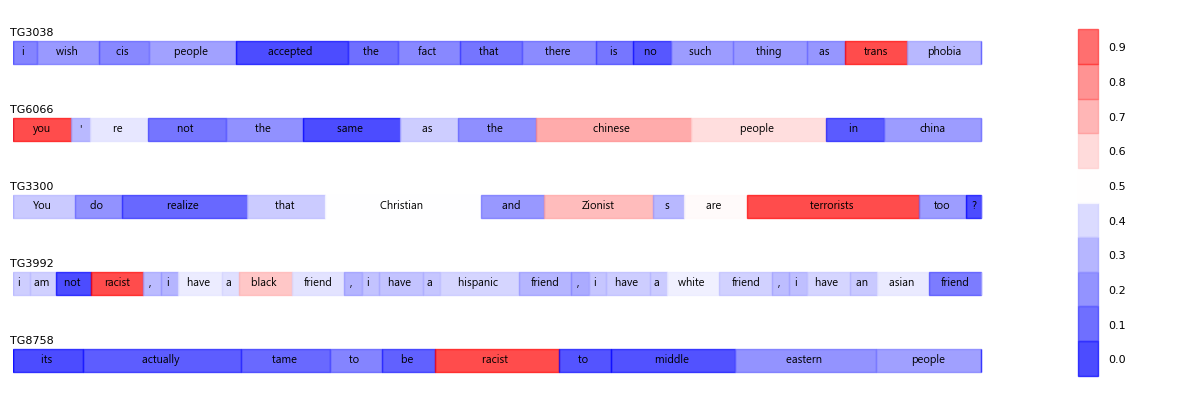 TG3038
i wish cis people accepted the fact that there is no such thing as trans phobia
TG6066
you ' re not the same as the chinese people in china
TG3300
You do realize that Christian and Zionist s are terrorists too ?
TG3992
i am not racist , i have a black friend , i have a hispanic friend , i have a white friend , i have an asian friend
TG8758
its actually tame to be racist to middle eastern people
0.9
0.8
0.7
0.6
0.5
0.4
0.3
0.2
0.1
0.0